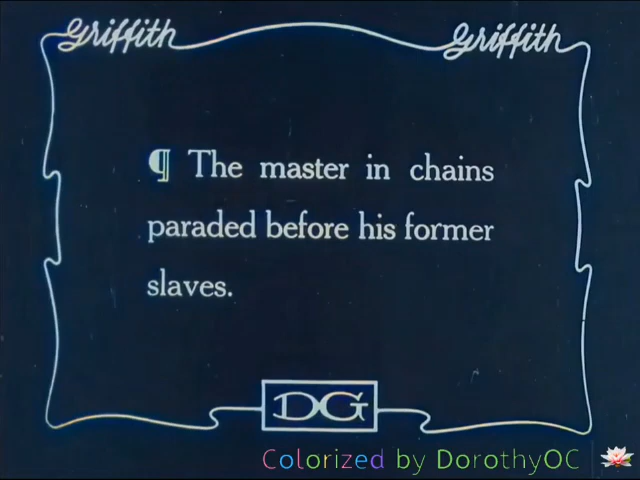 Griffith Griffith
¶ The master in chains
paraded before his former
slaves.
DG
Colorized by DorothyOC